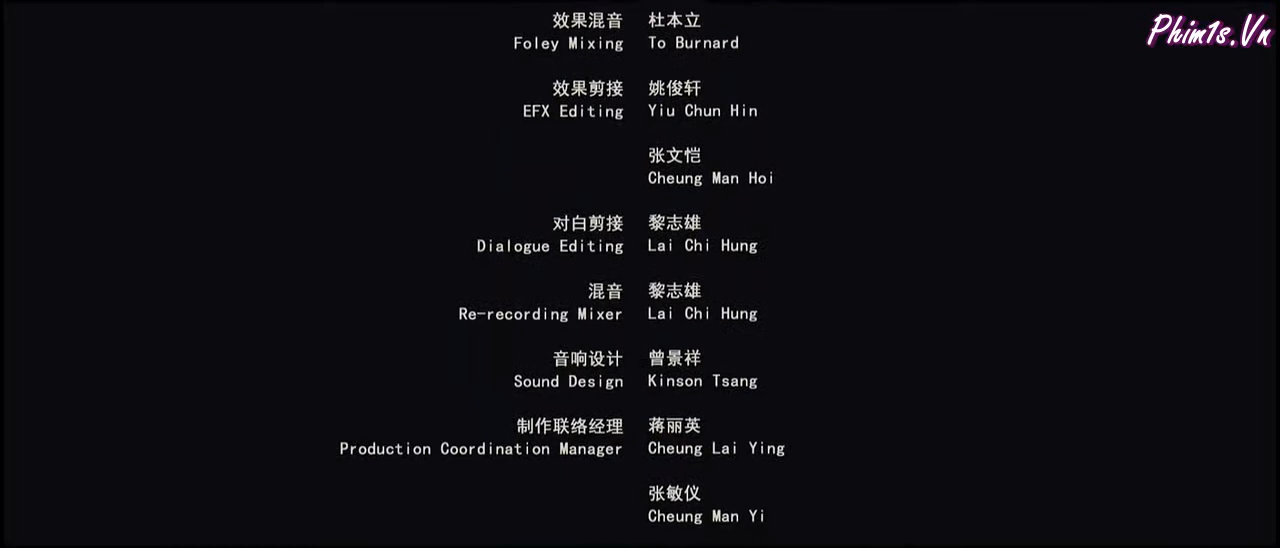 效果混音 杜本立
Foley Mixing To Burnard
效果剪接 姚俊轩
EFX Editing Yiu Chun Hin
张文恺
Cheung Man Hoi
对白剪接 黎志雄
Dialogue Editing Lai Chi Hung
混音 黎志雄
Re-recording Mixer Lai Chi Hung
音响设计 曾景祥
Sound Design Kinson Tsang
制作联络经理 蒋丽英
Production Coordination Manager Cheung Lai Ying
张敏仪
Cheung Man Yi
Phim1s.Vn